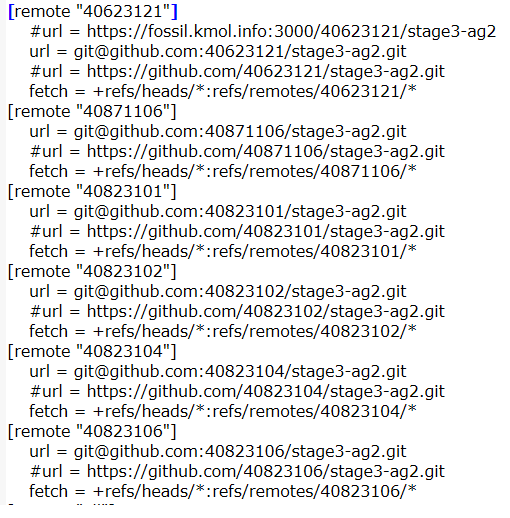 [remote "40623121"]
#url = https://fossil.kmol.info:3000/40623121/stage3-ag2
url = git@github.com:40623121/stage3-ag2.git
#url = https://github.com/40623121/stage3-ag2.git
fetch = +refs/heads/*:refs/remotes/40623121/*
[remote "40871106"]
url = git@github.com:40871106/stage3-ag2.git
#url = https://github.com/40871106/stage3-ag2.git
fetch = +refs/heads/*:refs/remotes/40871106/*
[remote "40823101"]
url = git@github.com:40823101/stage3-ag2.git
#url = https://github.com/40823101/stage3-ag2.git
fetch = +refs/heads/*:refs/remotes/40823101/*
[remote "40823102"]
url = git@github.com:40823102/stage3-ag2.git
#url = https://github.com/40823102/stage3-ag2.git
fetch = +refs/heads/*:refs/remotes/40823102/*
[remote "40823104"]
url = git@github.com:40823104/stage3-ag2.git
#url = https://github.com/40823104/stage3-ag2.git
fetch = +refs/heads/*:refs/remotes/40823104/*
[remote "40823106"]
url = git@github.com:40823106/stage3-ag2.git
#url = https://github.com/40823106/stage3-ag2.git
fetch = +refs/heads/*:refs/remotes/40823106/*